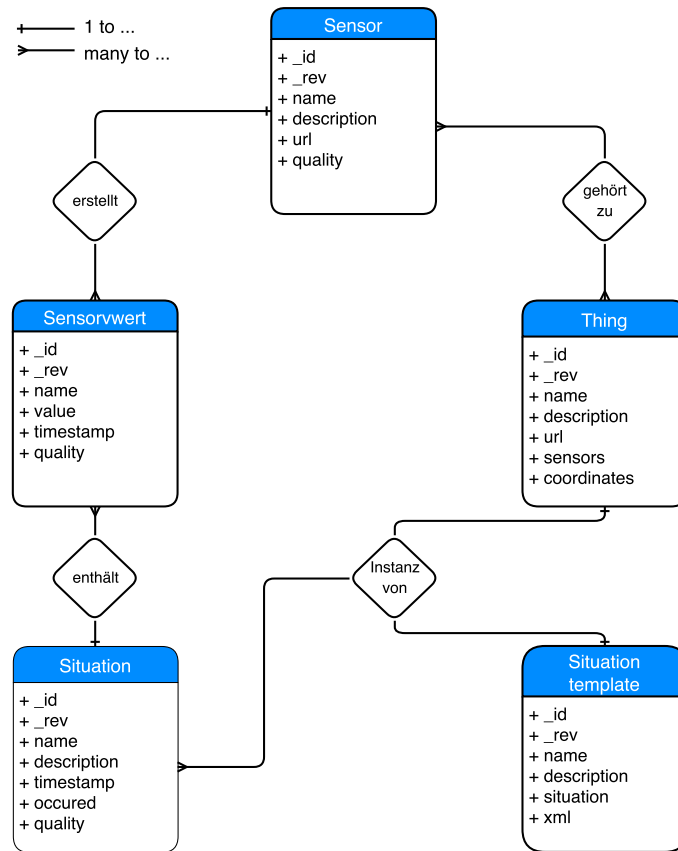 1 to ...
many to ...
Sensor
+ _id
+ _rev
+ name
+ description
+ url
+ quality
erstellt
gehört
zu
Sensorvwert
+ _id
+ _rev
+ name
+ value
+ timestamp
+ quality
Thing
+ _id
+ _rev
+ name
+ description
+ url
+ sensors
+ coordinates
enthält
Instanz
von
Situation
+ _id
+ _rev
+ name
+ description
+ timestamp
+ occured
+ quality
Situation
template
+ _id
+ _rev
+ name
+ description
+ situation
+ xml